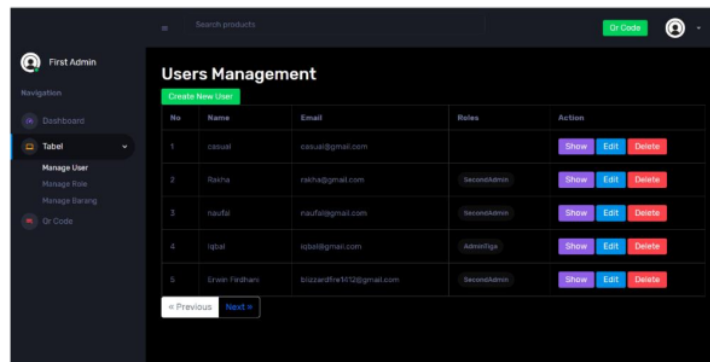 Search products
Qr Code
First Admin
Navigation
Dashboard
Tabel
Manage User
Manage Role
Manage Barang
Qr Code
Users Management
Create New User
No Name Email Roles Action
1 casual casual@gmail.com Show Edit Delete
2 Rakha rakha@gmail.com SecondAdmin Show Edit Delete
3 naufal naufal@gmail.com SecondAdmin Show Edit Delete
4 Iqbal iqbal@gmail.com AdminTiga Show Edit Delete
5 Erwin Firdhani blizzardfire1412@gmail.com SecondAdmin Show Edit Delete
« Previous Next »